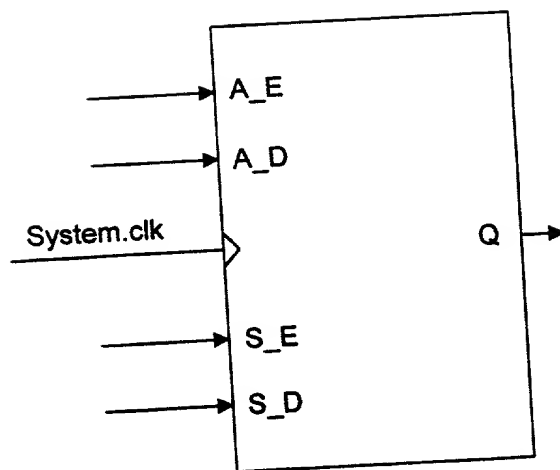 A_E
A_D
System.clk
Q
S_E
S_D